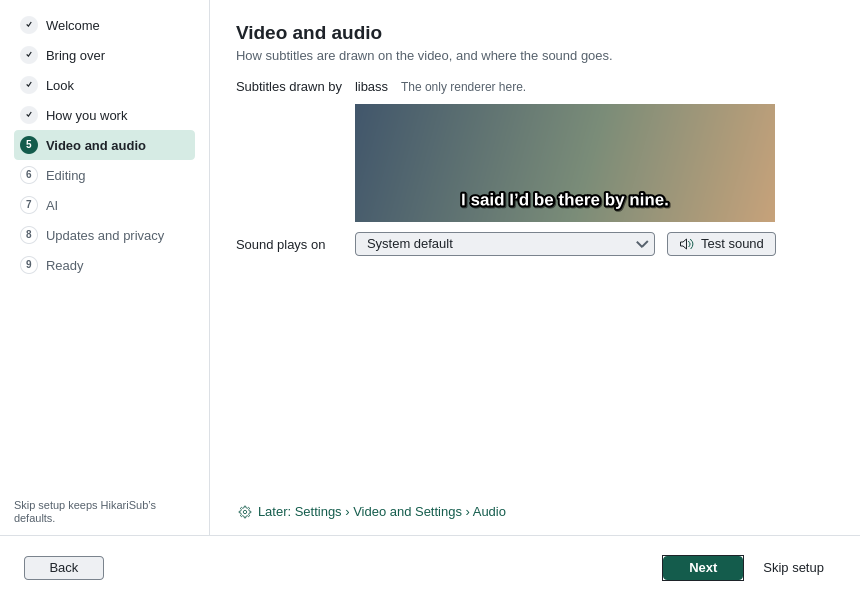 Welcome
Bring over
Look
How you work
5 Video and audio
6 Editing
7 AI
8 Updates and privacy
9 Ready
Skip setup keeps HikariSub's
defaults.
Video and audio
How subtitles are drawn on the video, and where the sound goes.
Subtitles drawn by libass The only renderer here.
I said I'd be there by nine.
Sound plays on System default Test sound
Later: Settings › Video and Settings › Audio
Back Next Skip setup